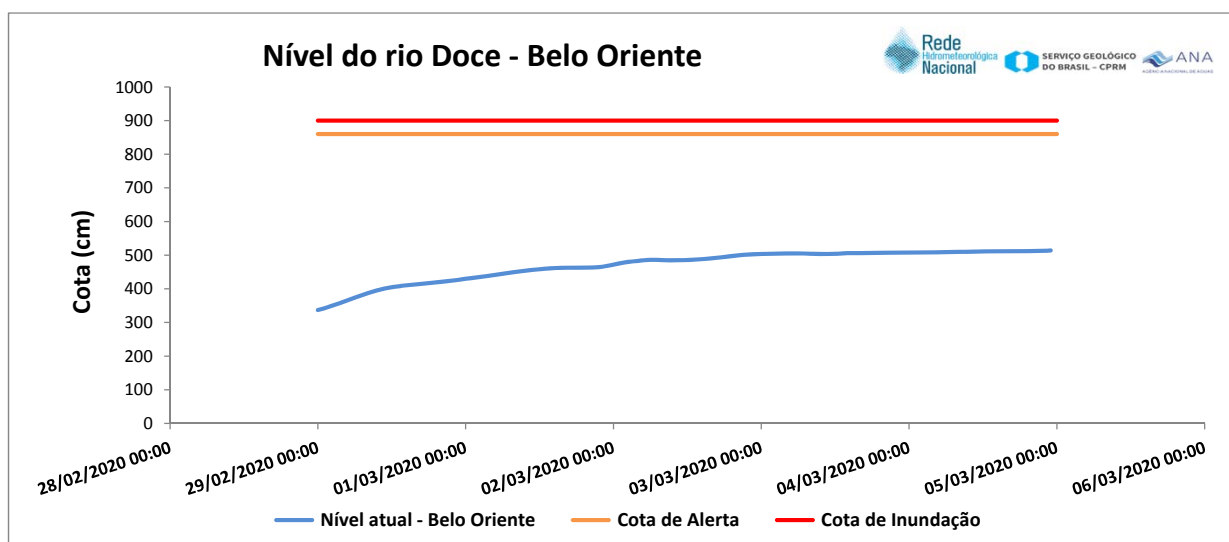 Nível do rio Doce - Belo Oriente
Rede
Hidrometeorológica
Nacional
SERVIÇO GEOLÓGICO
DO BRASIL – CPRM
ANA
AGÊNCIA NACIONAL DE ÁGUAS
Cota (cm)
1000
900
800
700
600
500
400
300
200
100
0
28/02/2020 00:00
29/02/2020 00:00
01/03/2020 00:00
02/03/2020 00:00
03/03/2020 00:00
04/03/2020 00:00
05/03/2020 00:00
06/03/2020 00:00
Nível atual - Belo Oriente
Cota de Alerta
Cota de Inundação